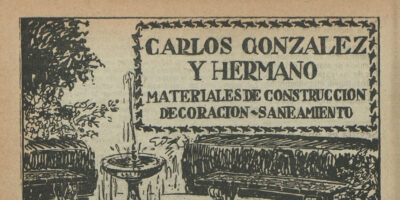 CARLOS GONZALEZ
Y HERMANO
MATERIALES DE CONSTRUCCION
DECORACION - SANEAMIENTO